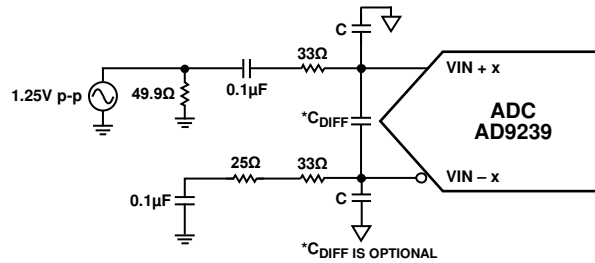 C
33Ω
VIN + x
0.1µF
1.25V p-p
49.9Ω
*CDIFF
ADC
AD9239
25Ω
33Ω
VIN – x
0.1µF
C
*CDIFF IS OPTIONAL